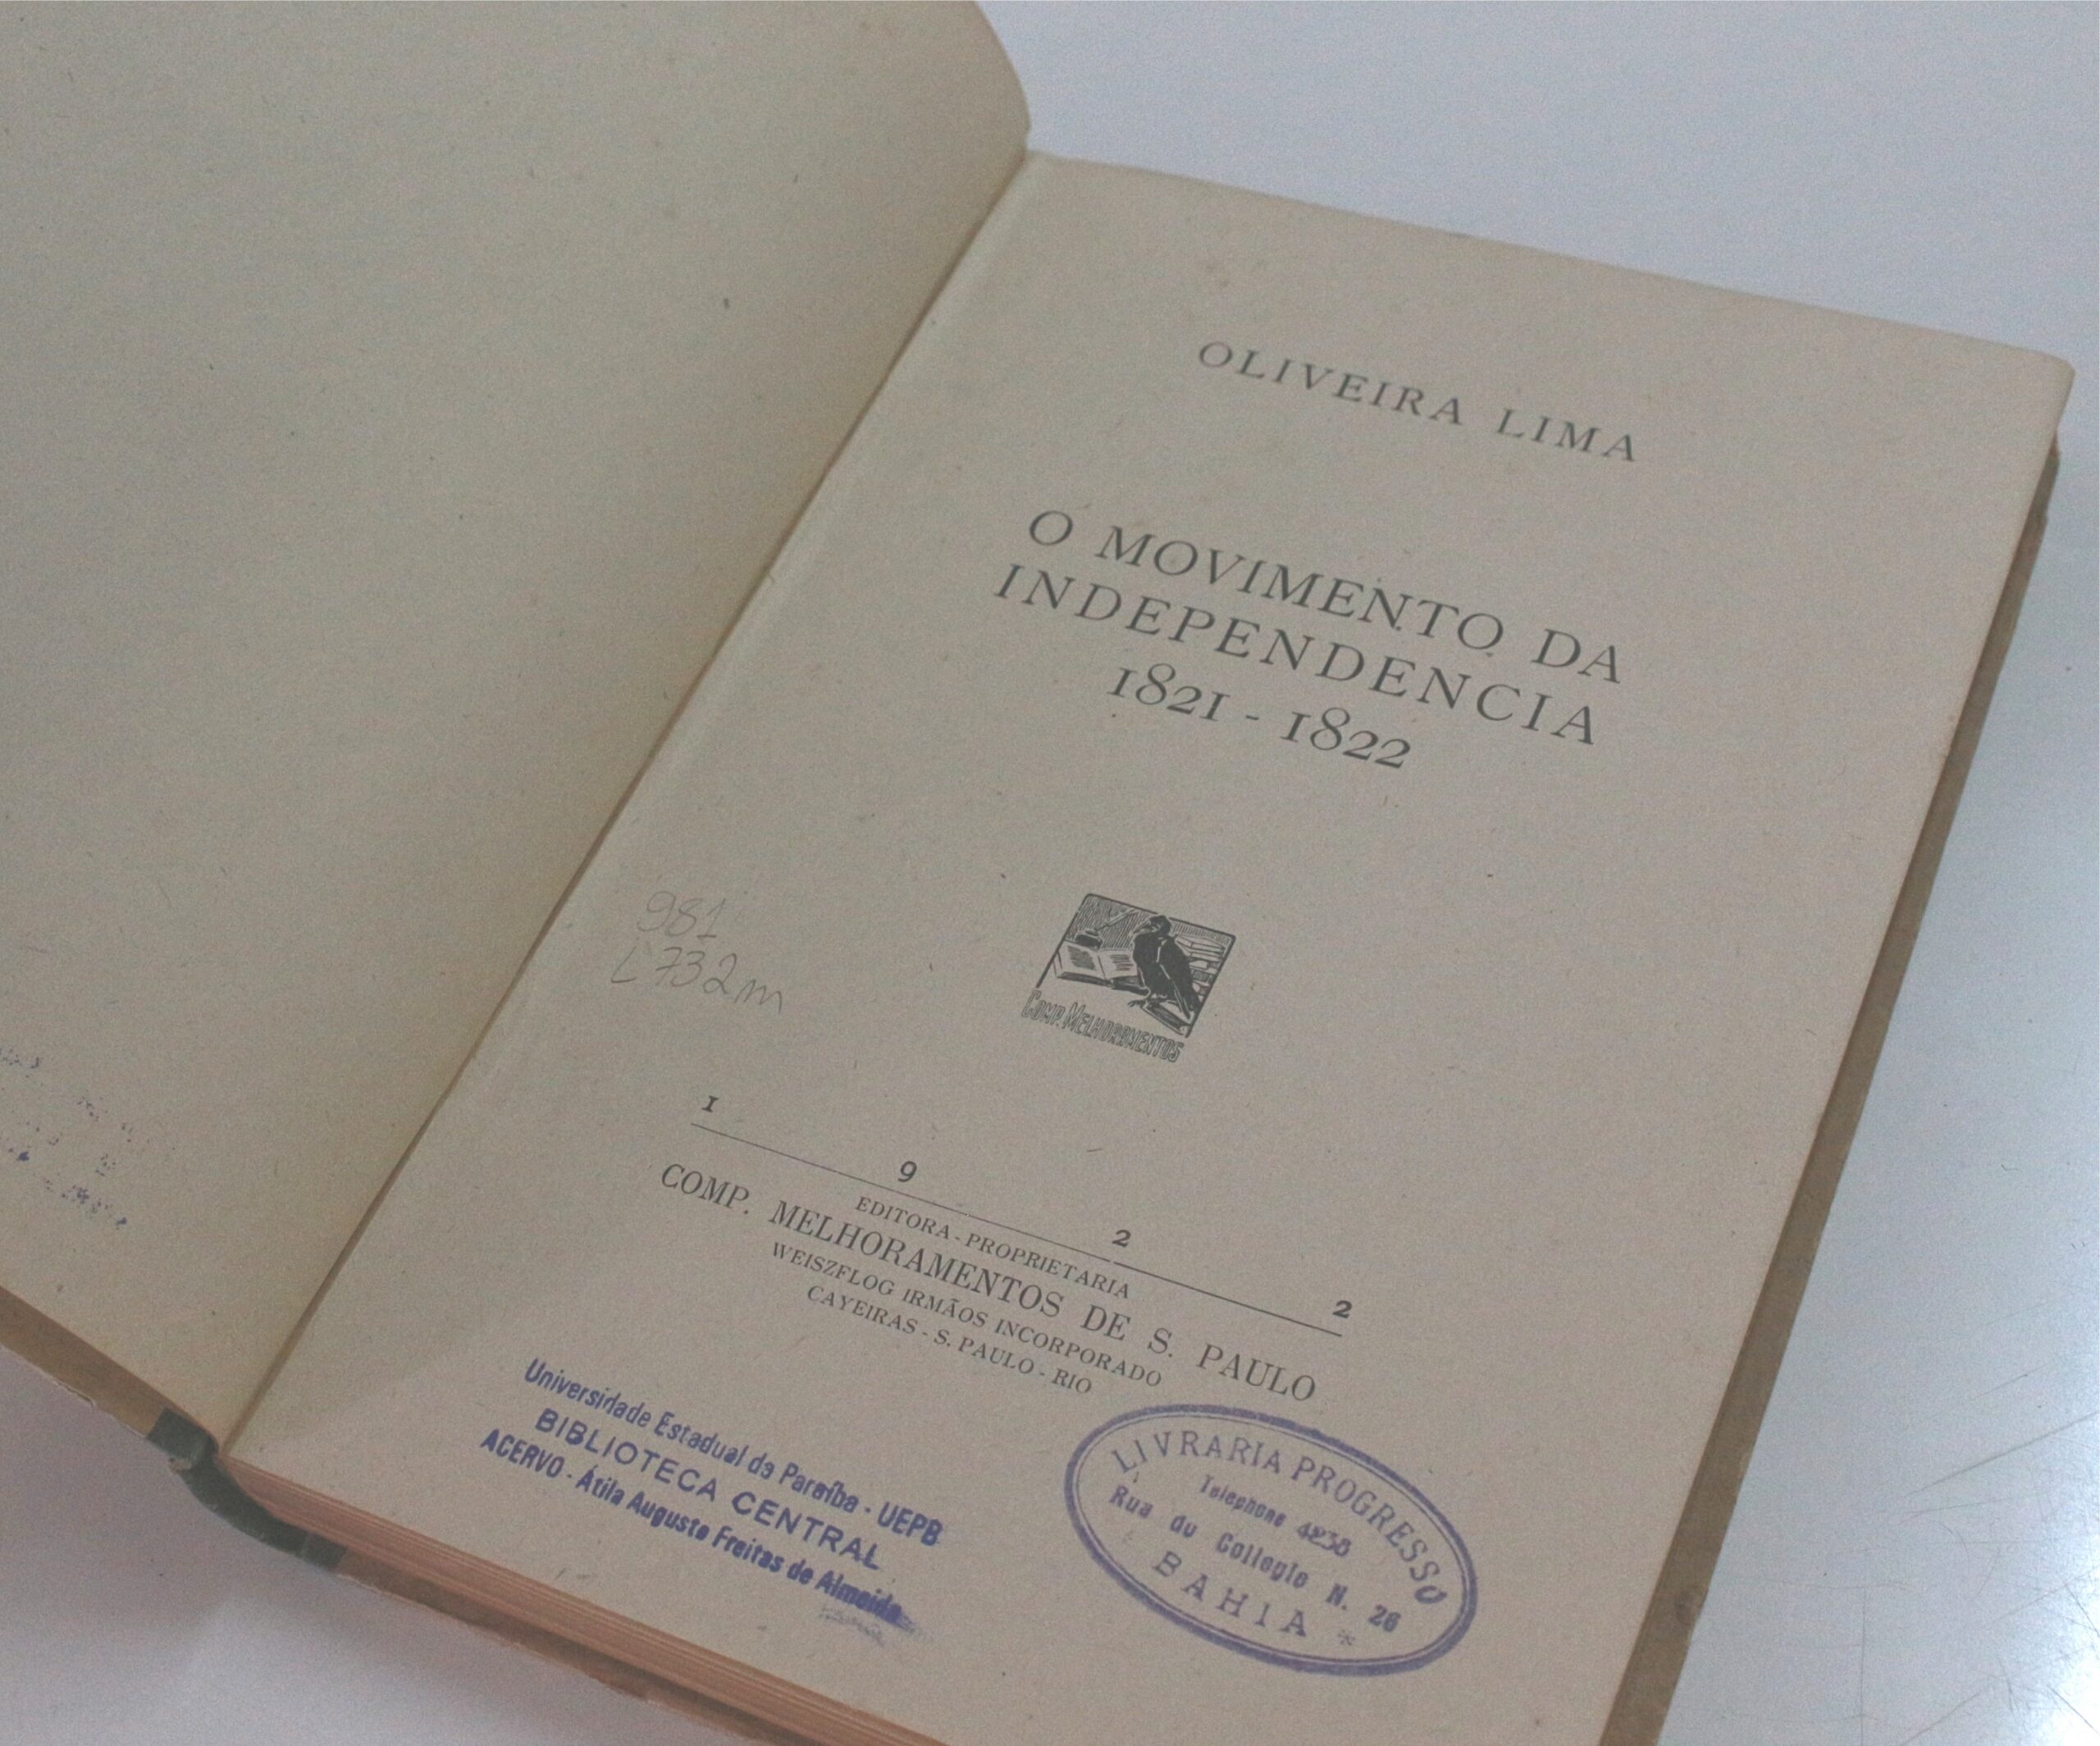 OLIVEIRA LIMA
O MOVIMENTO DA
INDEPENDENCIA
1821 - 1822
981
L732m
COMP. MELHORAMENTOS
1 9 2 2
EDITORA - PROPRIETARIA
COMP. MELHORAMENTOS DE S. PAULO
WEISZFLOG IRMÃOS INCORPORADO
CAYEIRAS - S. PAULO - RIO
Universidade Estadual da Paraíba - UEPB
BIBLIOTECA CENTRAL
ACERVO - Átila Augusto Freitas de Almeida
LIVRARIA PROGRESSO
Telephone
Rua du Collegio N. 26
BAHIA *